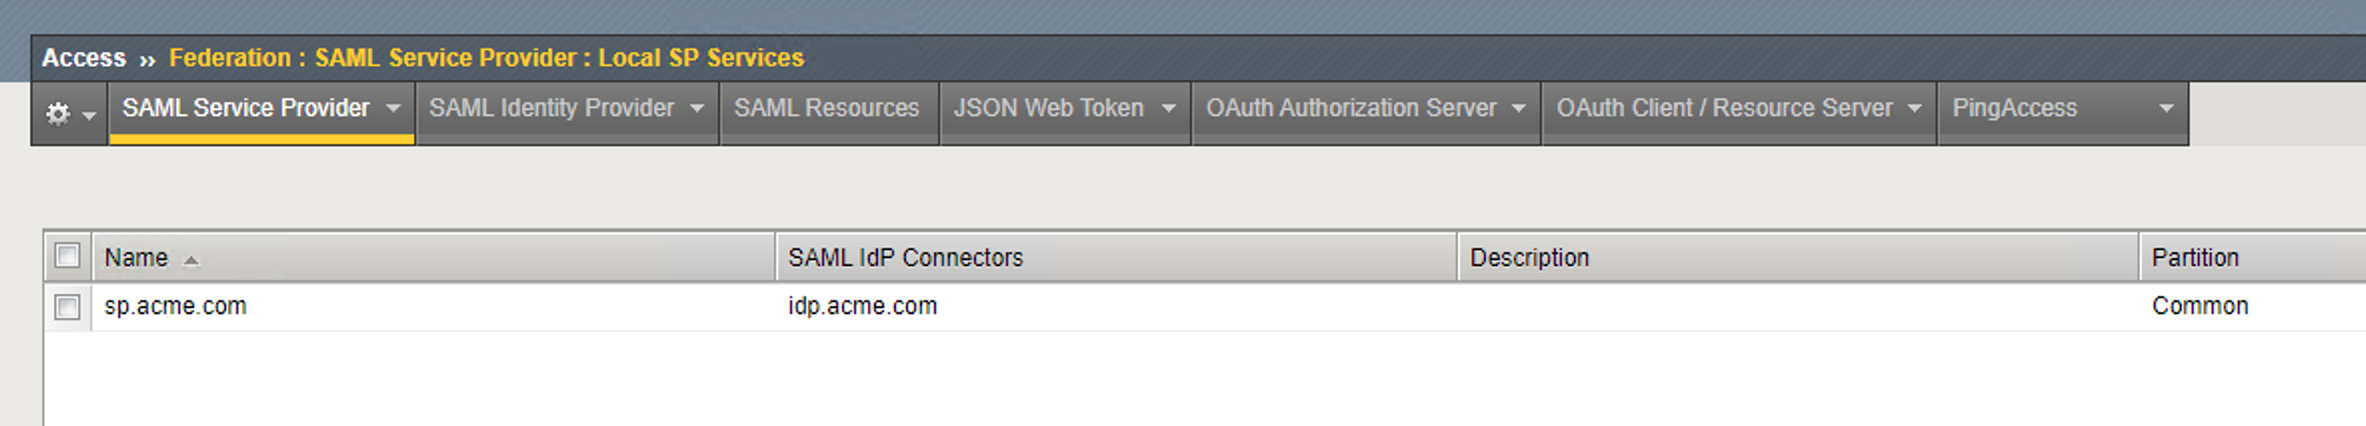 Access ›› Federation : SAML Service Provider : Local SP Services
SAML Service Provider SAML Identity Provider SAML Resources JSON Web Token OAuth Authorization Server OAuth Client / Resource Server PingAccess
Name SAML IdP Connectors Description Partition
sp.acme.com idp.acme.com Common